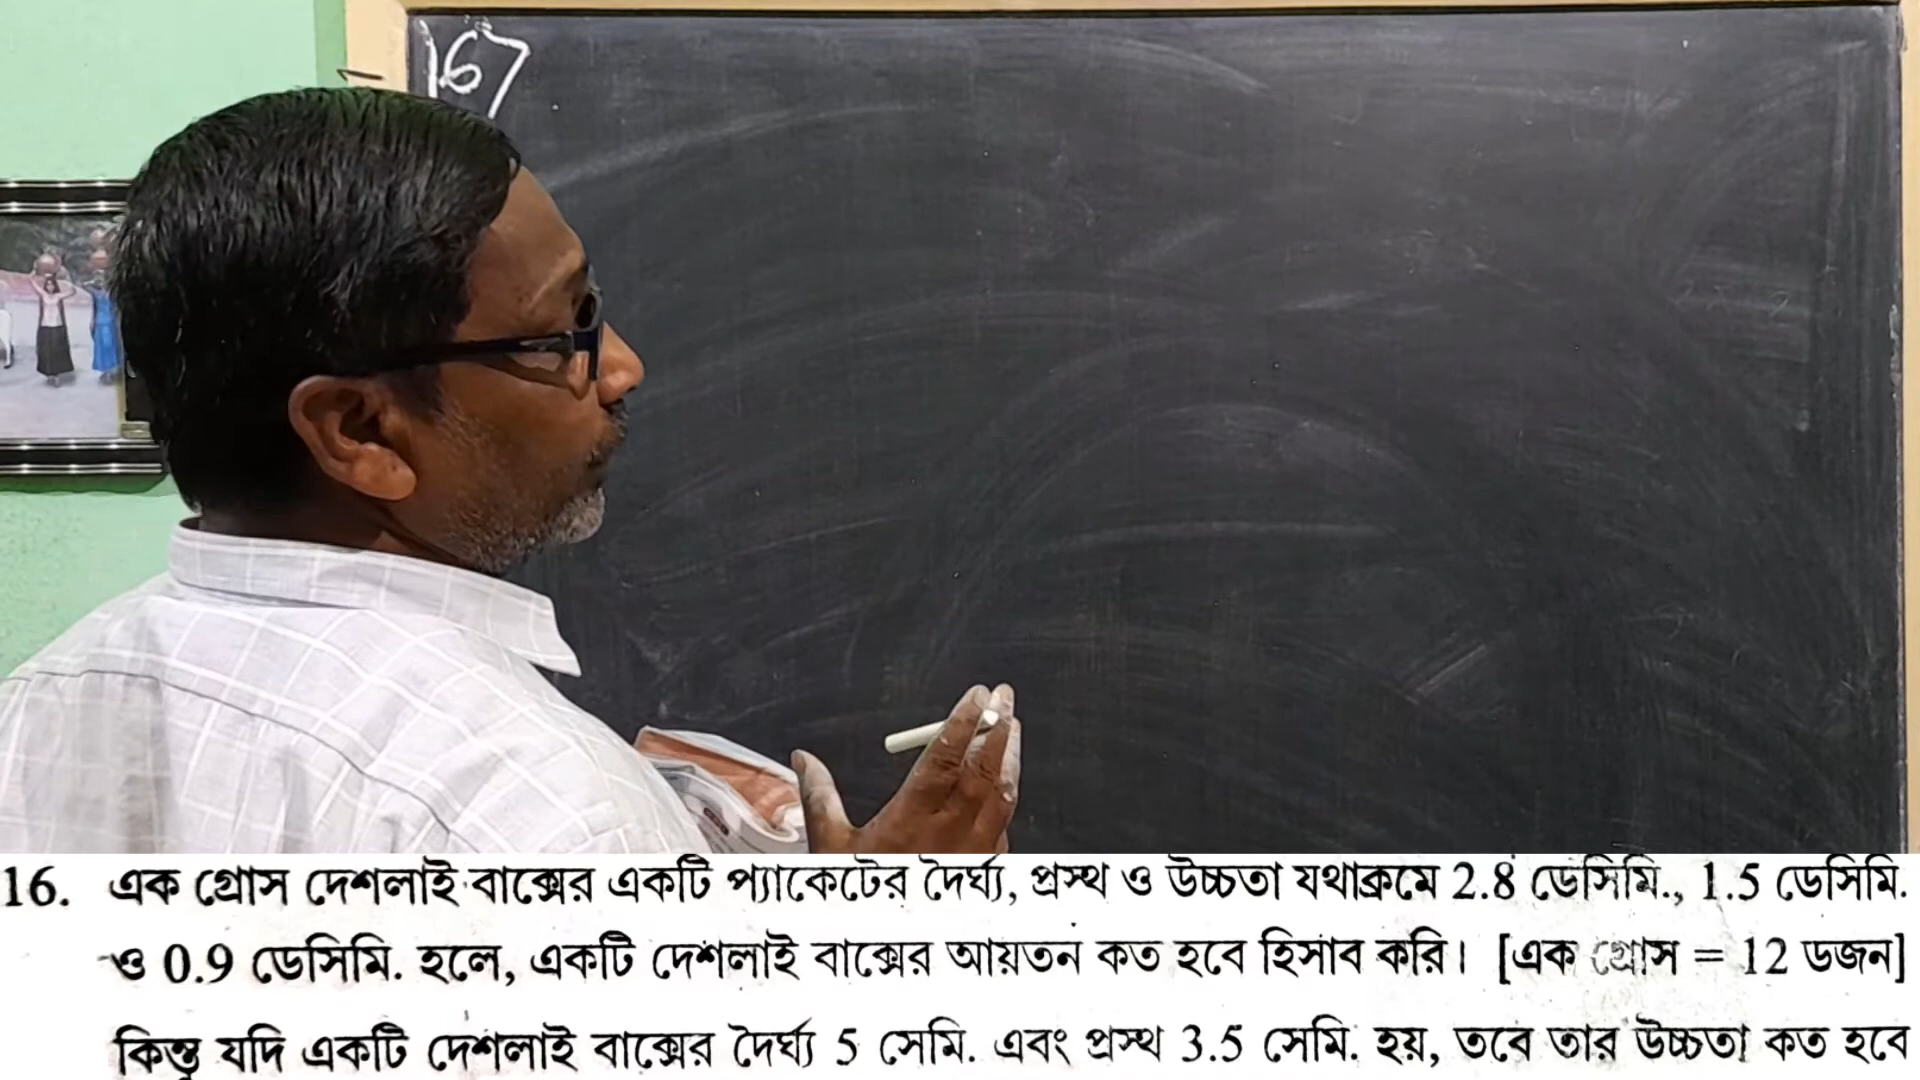 167
16. এক গ্রোস দেশলাই বাক্সের একটি প্যাকেটের দৈর্ঘ্য, প্রস্থ ও উচ্চতা যথাক্রমে 2.8 ডেসিমি., 1.5 ডেসিমি.
ও 0.9 ডেসিমি. হলে, একটি দেশলাই বাক্সের আয়তন কত হবে হিসাব করি। [এক গ্রোস = 12 ডজন]
কিন্তু যদি একটি দেশলাই বাক্সের দৈর্ঘ্য 5 সেমি. এবং প্রস্থ 3.5 সেমি. হয়, তবে তার উচ্চতা কত হবে